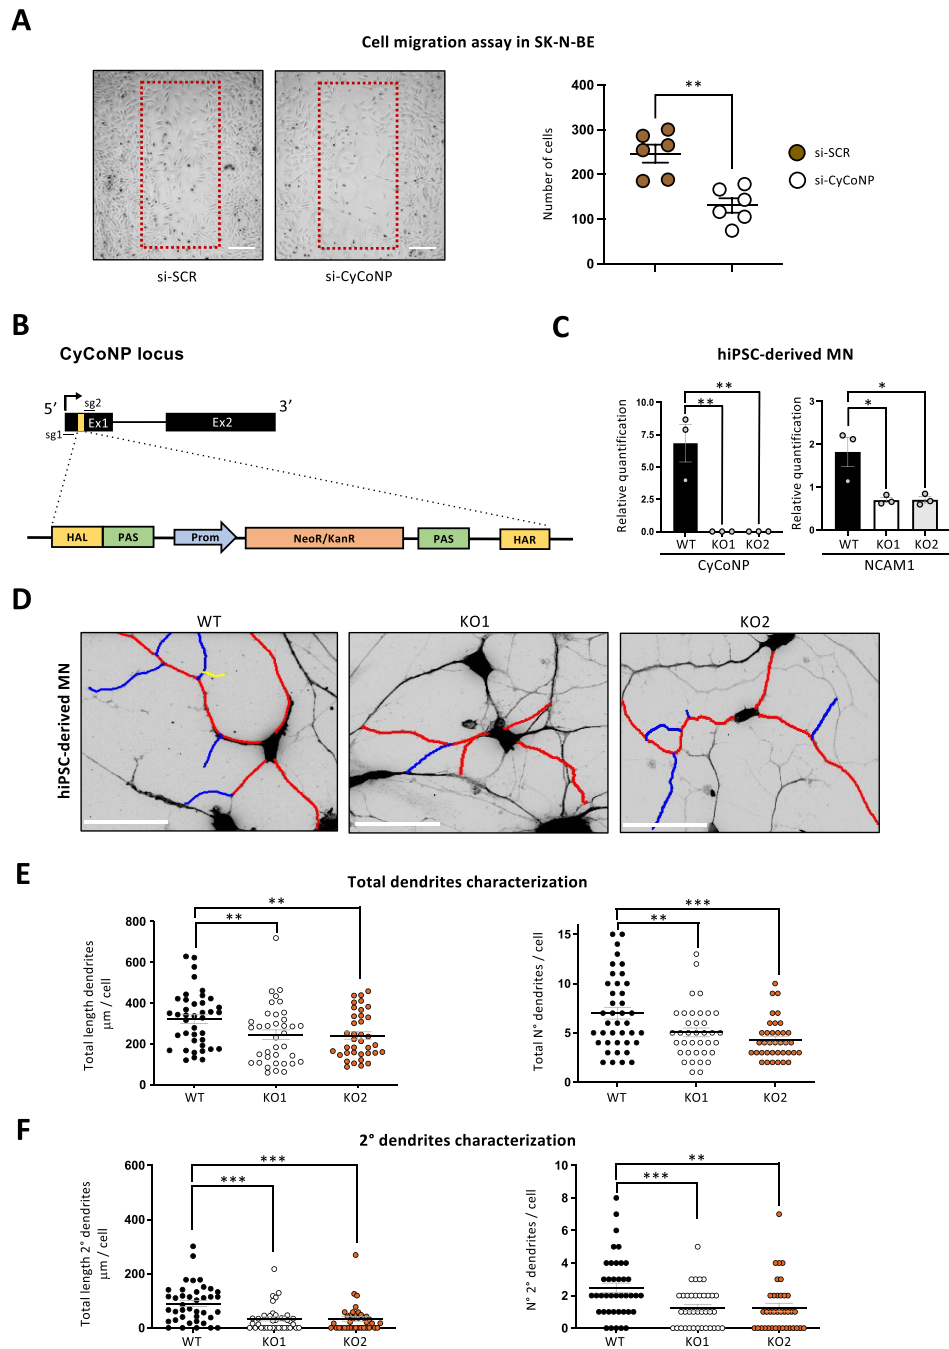 A
Cell migration assay in SK-N-BE
si-SCR
si-CyCoNP
Number of cells
400
300
200
100
0
**
si-SCR
si-CyCoNP
B
CyCoNP locus
5’
sg2
3’
Ex1
Ex2
sg1
HAL
PAS
Prom
NeoR/KanR
PAS
HAR
C
hiPSC-derived MN
Relative quantification
10.0
7.5
5.0
2.5
0.0
**
**
WT
KO1
KO2
CyCoNP
Relative quantification
3
2
1
0
*
*
WT
KO1
KO2
NCAM1
D
WT
KO1
KO2
hiPSC-derived MN
E
Total dendrites characterization
Total length dendrites
µm / cell
800
600
400
200
0
**
**
WT
KO1
KO2
Total N° dendrites / cell
15
10
5
0
***
**
WT
KO1
KO2
F
2° dendrites characterization
Total length 2° dendrites
µm / cell
600
400
200
0
***
***
WT
KO1
KO2
N° 2° dendrites / cell
10
8
6
4
2
0
**
***
WT
KO1
KO2